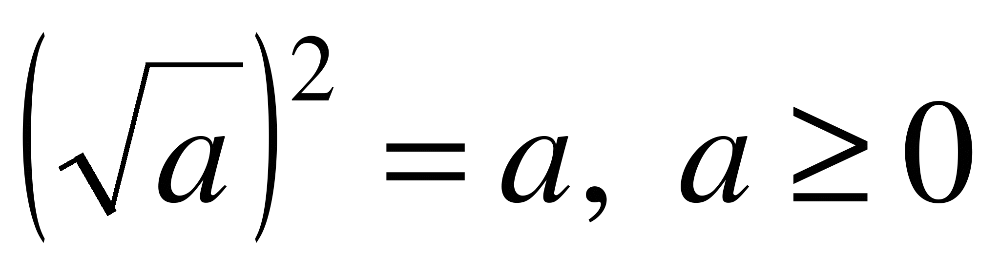 (√a)² = a, a ≥ 0